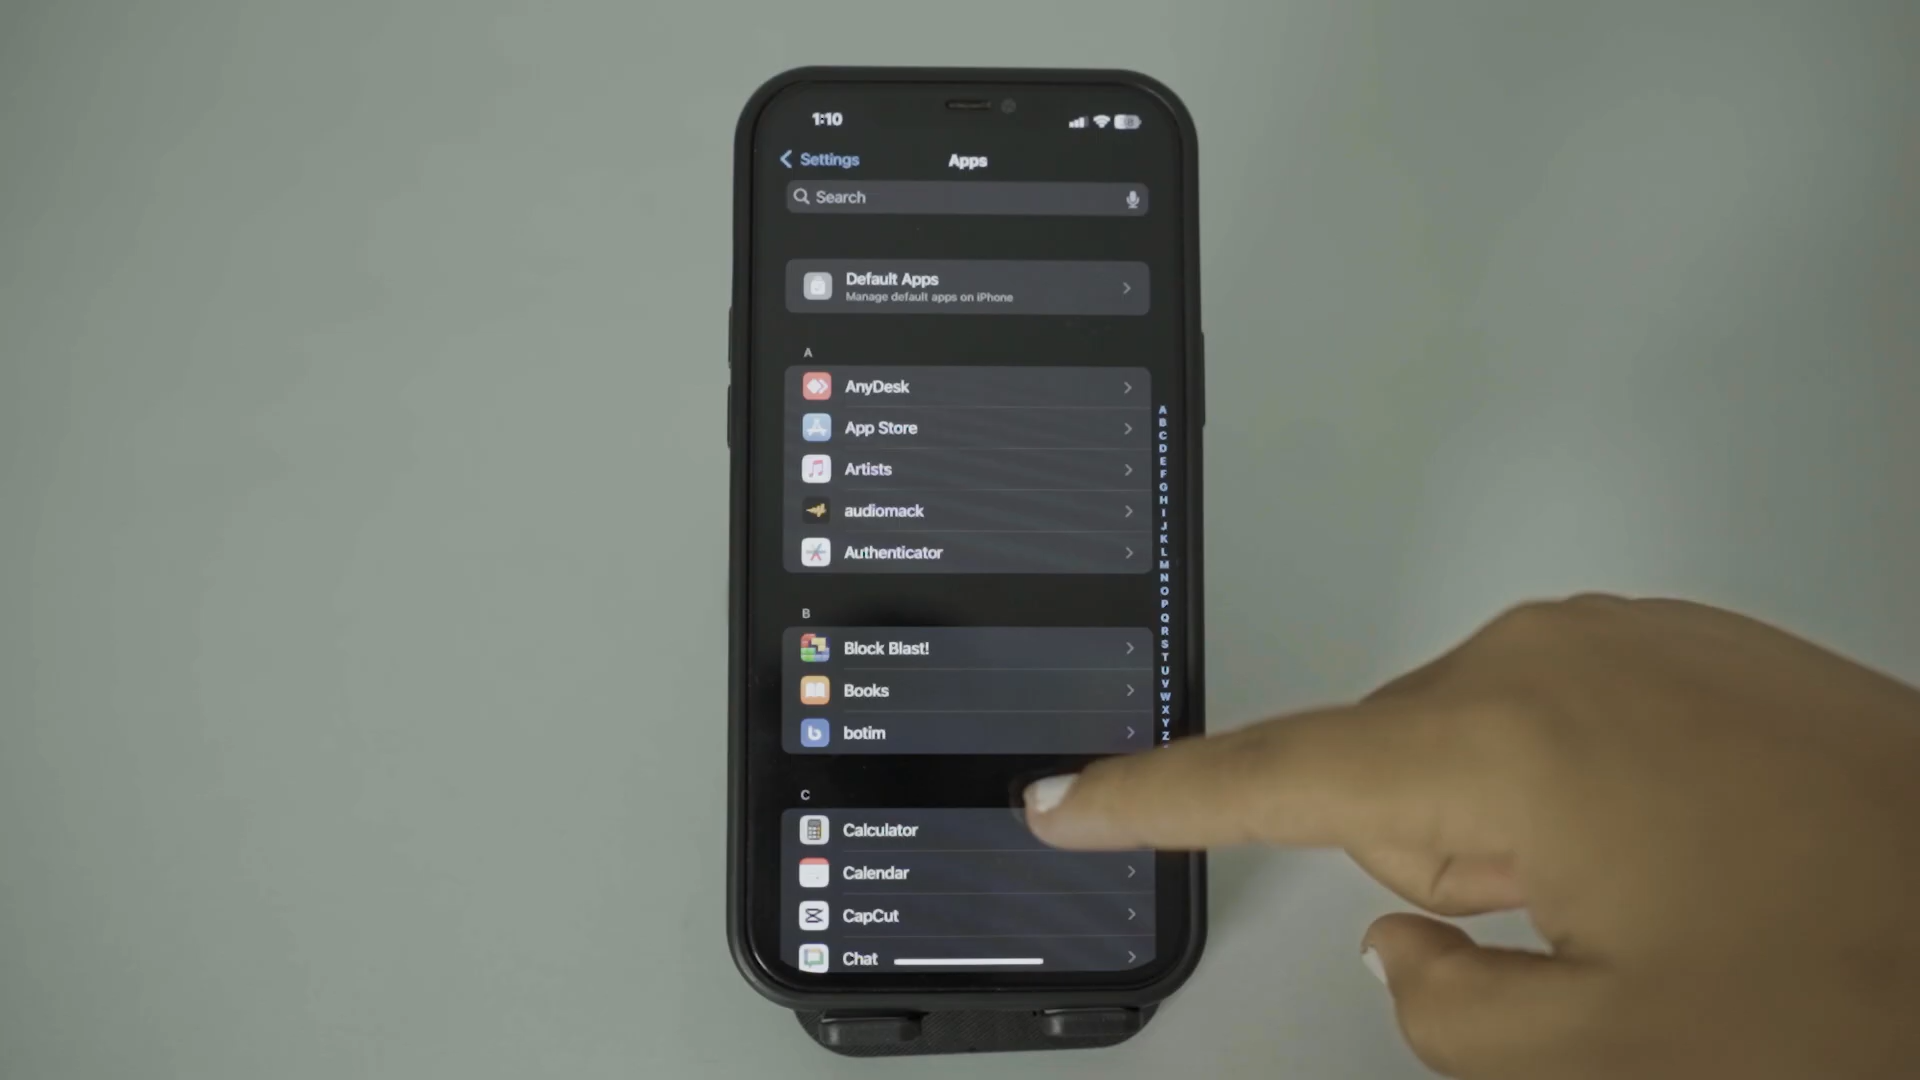 1:10
Settings
Apps
Search
Default Apps
Manage default apps on iPhone
A
AnyDesk
App Store
Artists
audiomack
Authenticator
B
Block Blast!
Books
botim
C
Calculator
Calendar
CapCut
Chat
A
B
C
D
E
F
G
H
I
J
K
L
M
N
O
P
Q
R
S
T
U
V
W
X
Y
Z